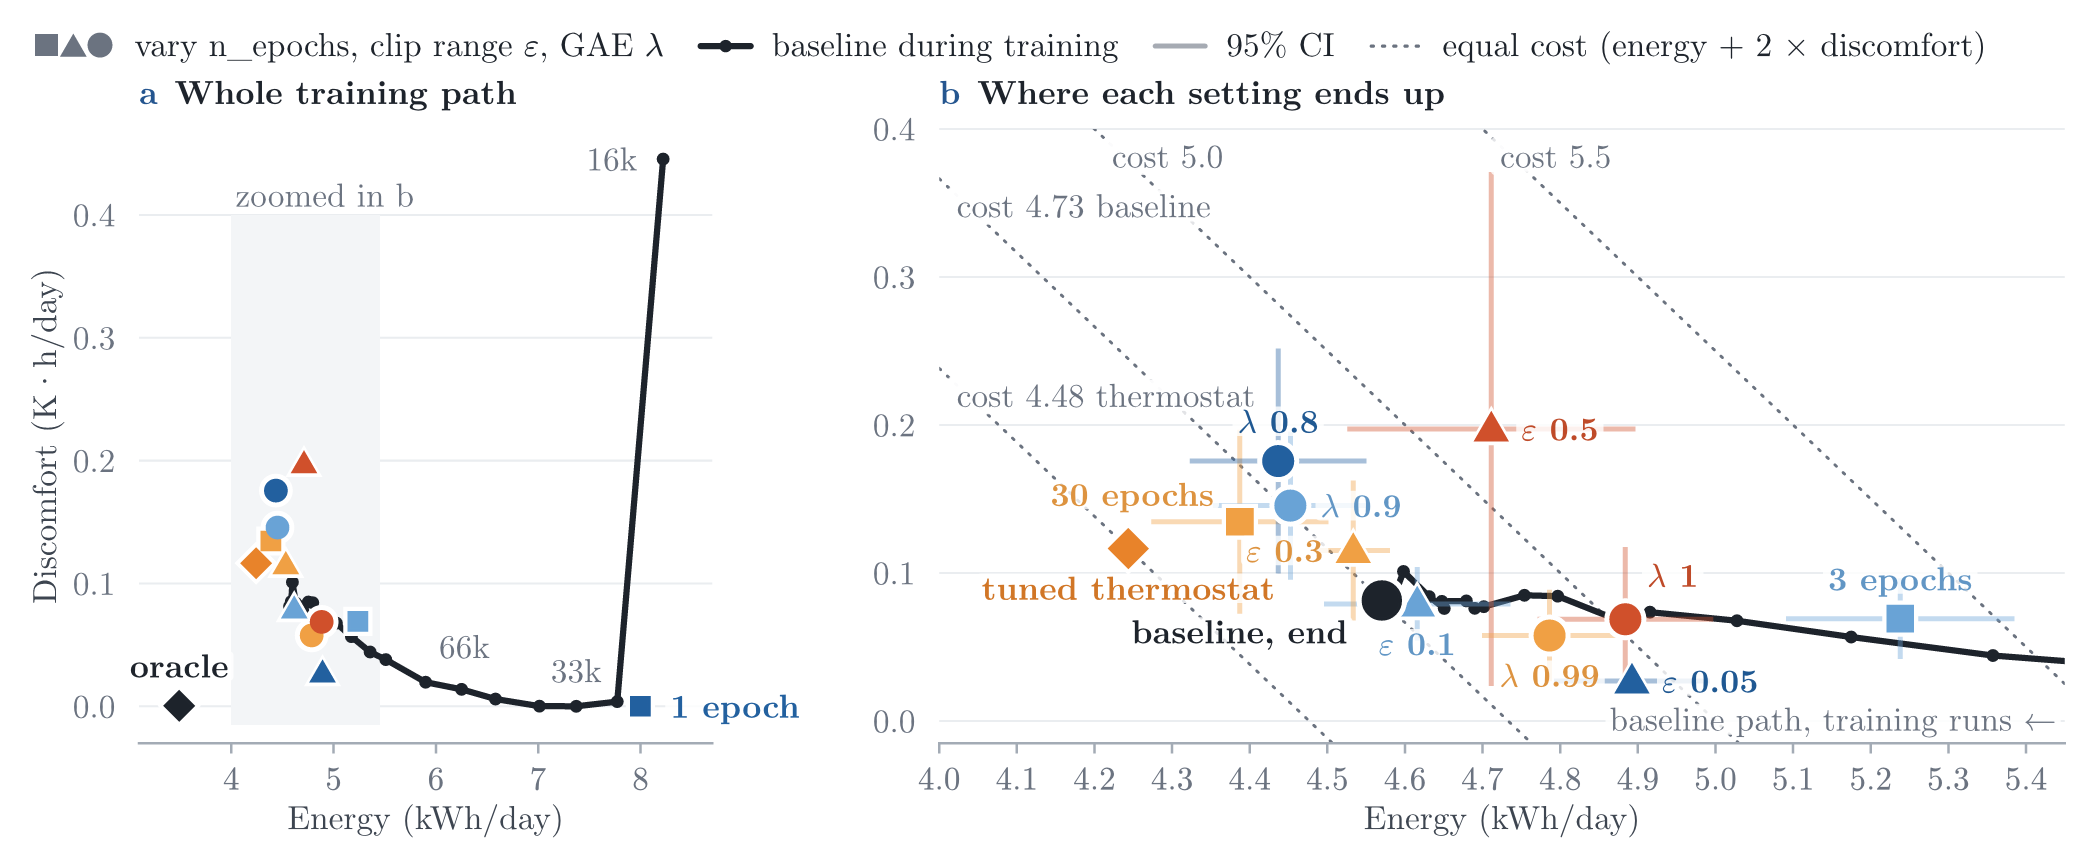 vary n_epochs, clip range ε, GAE λ
baseline during training
95% CI
equal cost (energy + 2 × discomfort)
a Whole training path
zoomed in b
16k
66k
33k
oracle
1 epoch
0.4
0.3
0.2
0.1
0.0
Discomfort (K · h/day)
4 5 6 7 8
Energy (kWh/day)
b Where each setting ends up
cost 5.0
cost 5.5
cost 4.73 baseline
cost 4.48 thermostat
λ 0.8
ε 0.5
30 epochs
λ 0.9
ε 0.3
tuned thermostat
λ 1
3 epochs
baseline, end
ε 0.1
λ 0.99
ε 0.05
baseline path, training runs ←
0.4
0.3
0.2
0.1
0.0
4.0 4.1 4.2 4.3 4.4 4.5 4.6 4.7 4.8 4.9 5.0 5.1 5.2 5.3 5.4
Energy (kWh/day)